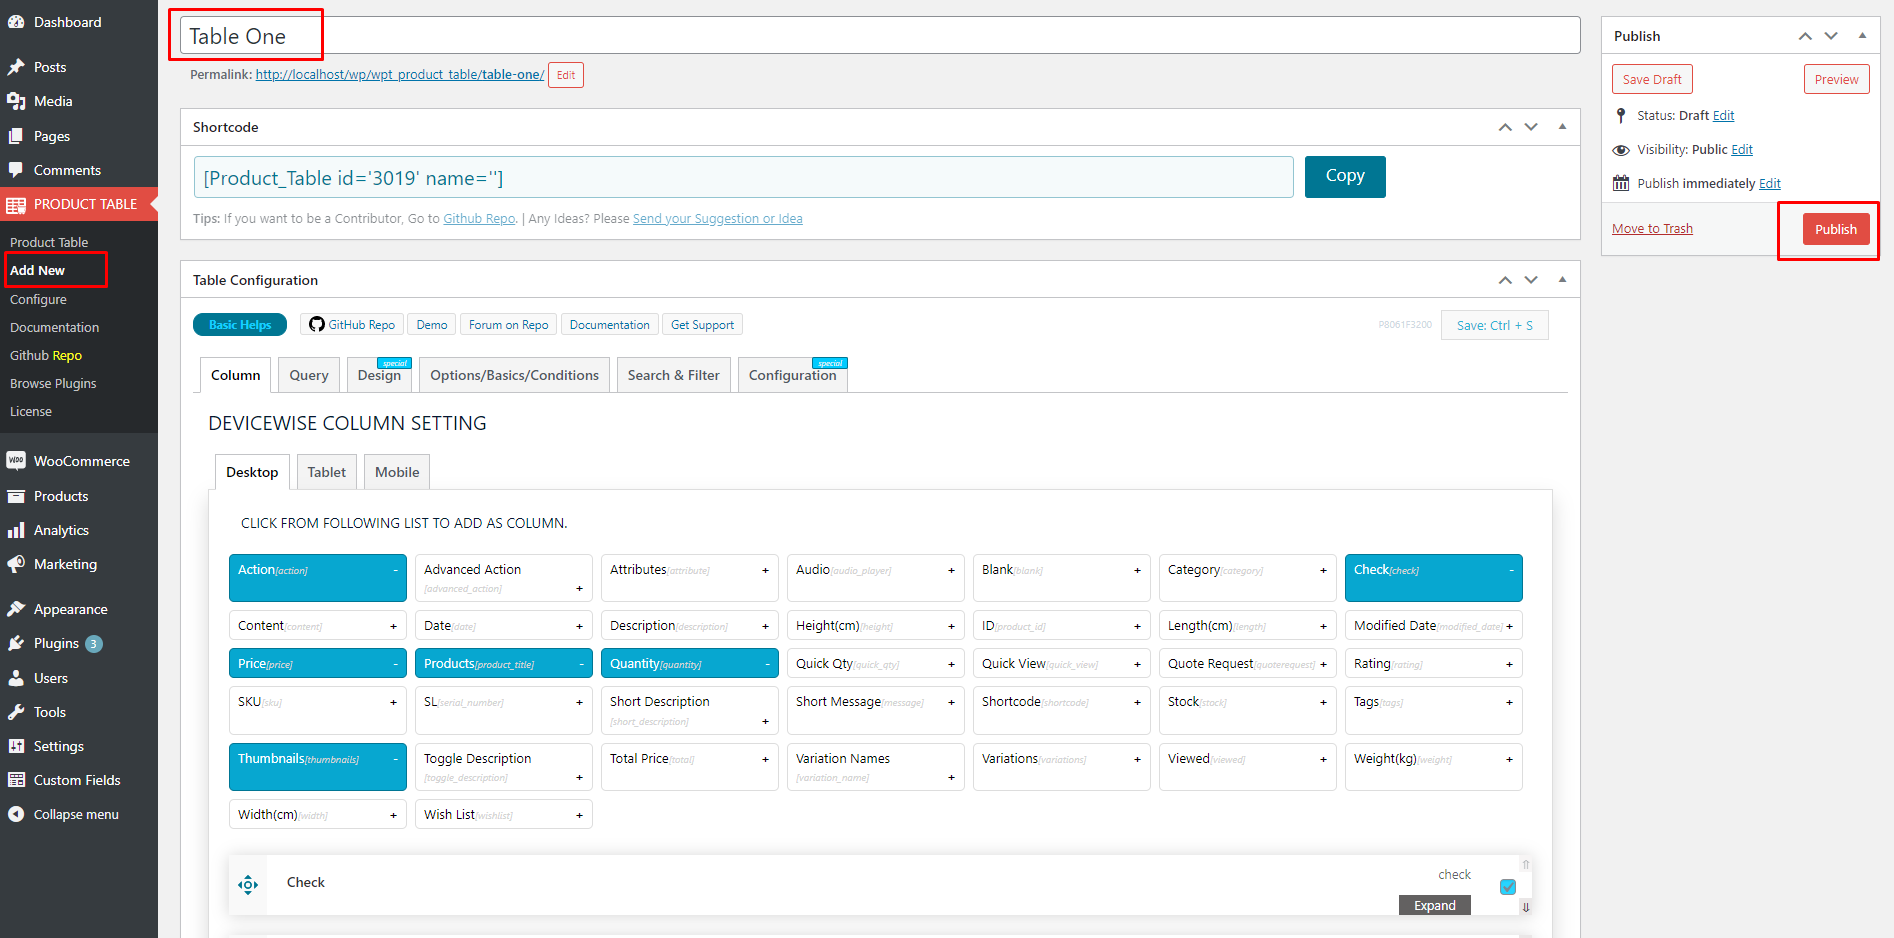 Dashboard
Posts
Media
Pages
Comments
PRODUCT TABLE
Product Table
Add New
Configure
Documentation
Github Repo
Browse Plugins
License
WooCommerce
Products
Analytics
Marketing
Appearance
Plugins 3
Users
Tools
Settings
Custom Fields
Collapse menu
Table One
Permalink: http://localhost/wp/wpt_product_table/table-one/ Edit
Shortcode
[Product_Table id='3019' name='']
Copy
Tips: If you want to be a Contributor, Go to Github Repo. | Any Ideas? Please Send your Suggestion or Idea
Table Configuration
Basic Helps GitHub Repo Demo Forum on Repo Documentation Get Support P8061F3200 Save: Ctrl + S
special special
Column Query Design Options/Basics/Conditions Search & Filter Configuration
DEVICEWISE COLUMN SETTING
Desktop Tablet Mobile
CLICK FROM FOLLOWING LIST TO ADD AS COLUMN.
Action[action] - Advanced Action [advanced_action] + Attributes[attribute] + Audio[audio_player] + Blank[blank] + Category[category] + Check[check] -
Content[content] + Date[date] + Description[description] + Height(cm)[height] + ID[product_id] + Length(cm)[length] + Modified Date[modified_date] +
Price[price] - Products[product_title] - Quantity[quantity] - Quick Qty[quick_qty] + Quick View[quick_view] + Quote Request[quoterequest] + Rating[rating] +
SKU[sku] + SL[serial_number] + Short Description [short_description] + Short Message[message] + Shortcode[shortcode] + Stock[stock] + Tags[tags] +
Thumbnails[thumbnails] - Toggle Description [toggle_description] + Total Price[total] + Variation Names [variation_name] + Variations[variations] + Viewed[viewed] + Weight(kg)[weight] +
Width(cm)[width] + Wish List[wishlist] +
Check
check
Expand
Publish
Save Draft Preview
Status: Draft Edit
Visibility: Public Edit
Publish immediately Edit
Move to Trash Publish